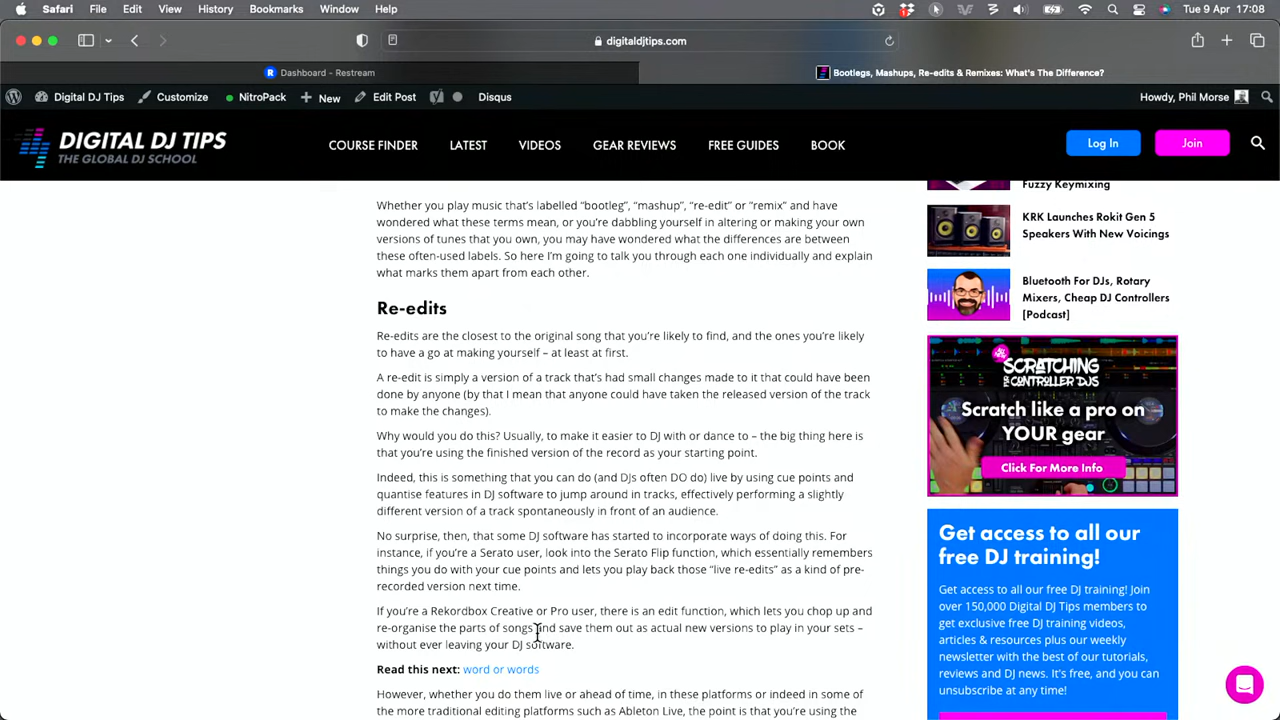 Safari File Edit View History Bookmarks Window Help
Tue 9 Apr 17:08
digitaldjtips.com
Dashboard - Restream
Bootlegs, Mashups, Re-edits & Remixes: What's The Difference?
Digital DJ Tips Customize NitroPack New Edit Post Disqus
Howdy, Phil Morse
DIGITAL DJ TIPS
THE GLOBAL DJ SCHOOL
COURSE FINDER LATEST VIDEOS GEAR REVIEWS FREE GUIDES BOOK
Log In
Join
Whether you play music that's labelled "bootleg", "mashup", "re-edit" or "remix" and have
wondered what these terms mean, or you're dabbling yourself in altering or making your own
versions of tunes that you own, you may have wondered what the differences are between
these often-used labels. So here I'm going to talk you through each one individually and explain
what marks them apart from each other.
Re-edits
Re-edits are the closest to the original song that you're likely to find, and the ones you're likely
to have a go at making yourself – at least at first.
A re-edit is simply a version of a track that's had small changes made to it that could have been
done by anyone (by that I mean that anyone could have taken the released version of the track
to make the changes).
Why would you do this? Usually, to make it easier to DJ with or dance to – the big thing here is
that you're using the finished version of the record as your starting point.
Indeed, this is something that you can do (and DJs often DO do) live by using cue points and
quantise features in DJ software to jump around in tracks, effectively performing a slightly
different version of a track spontaneously in front of an audience.
No surprise, then, that some DJ software has started to incorporate ways of doing this. For
instance, if you're a Serato user, look into the Serato Flip function, which essentially remembers
things you do with your cue points and lets you play back those "live re-edits" as a kind of pre-
recorded version next time.
If you're a Rekordbox Creative or Pro user, there is an edit function, which lets you chop up and
re-organise the parts of songs and save them out as actual new versions to play in your sets –
without ever leaving your DJ software.
Read this next: word or words
However, whether you do them live or ahead of time, in these platforms or indeed in some of
the more traditional editing platforms such as Ableton Live, the point is that you're using the
Fuzzy Keymixing
KRK Launches Rokit Gen 5
Speakers With New Voicings
Bluetooth For DJs, Rotary
Mixers, Cheap DJ Controllers
[Podcast]
SCRATCHING
FOR CONTROLLER DJS
Scratch like a pro on
YOUR gear
Click For More Info
Get access to all our
free DJ training!
Get access to all our free DJ training! Join
over 150,000 Digital DJ Tips members to
get exclusive free DJ training videos,
articles & resources plus our weekly
newsletter with the best of our tutorials,
reviews and DJ news. It's free, and you can
unsubscribe at any time!